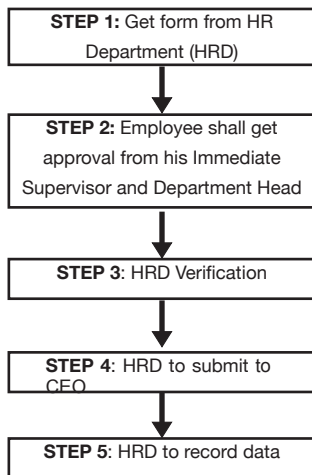 STEP 1: Get form from HR
Department (HRD)
STEP 2: Employee shall get
approval from his Immediate
Supervisor and Department Head
STEP 3: HRD Verification
STEP 4: HRD to submit to
CEO
STEP 5: HRD to record data